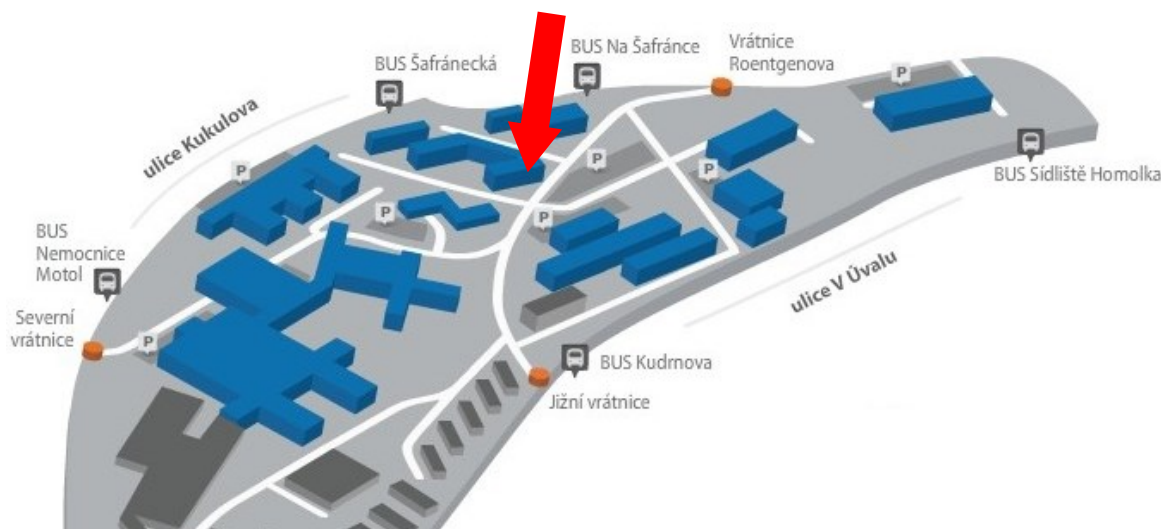 BUS Na Šafránce
Vrátnice
Roentgenova
BUS Šafránecká
P
ulice Kukulova
P
P
P
BUS Sídliště Homolka
P
P
BUS
Nemocnice
Motol
ulice V Úvalu
Severní
vrátnice
P
BUS Kudrnova
Jižní vrátnice